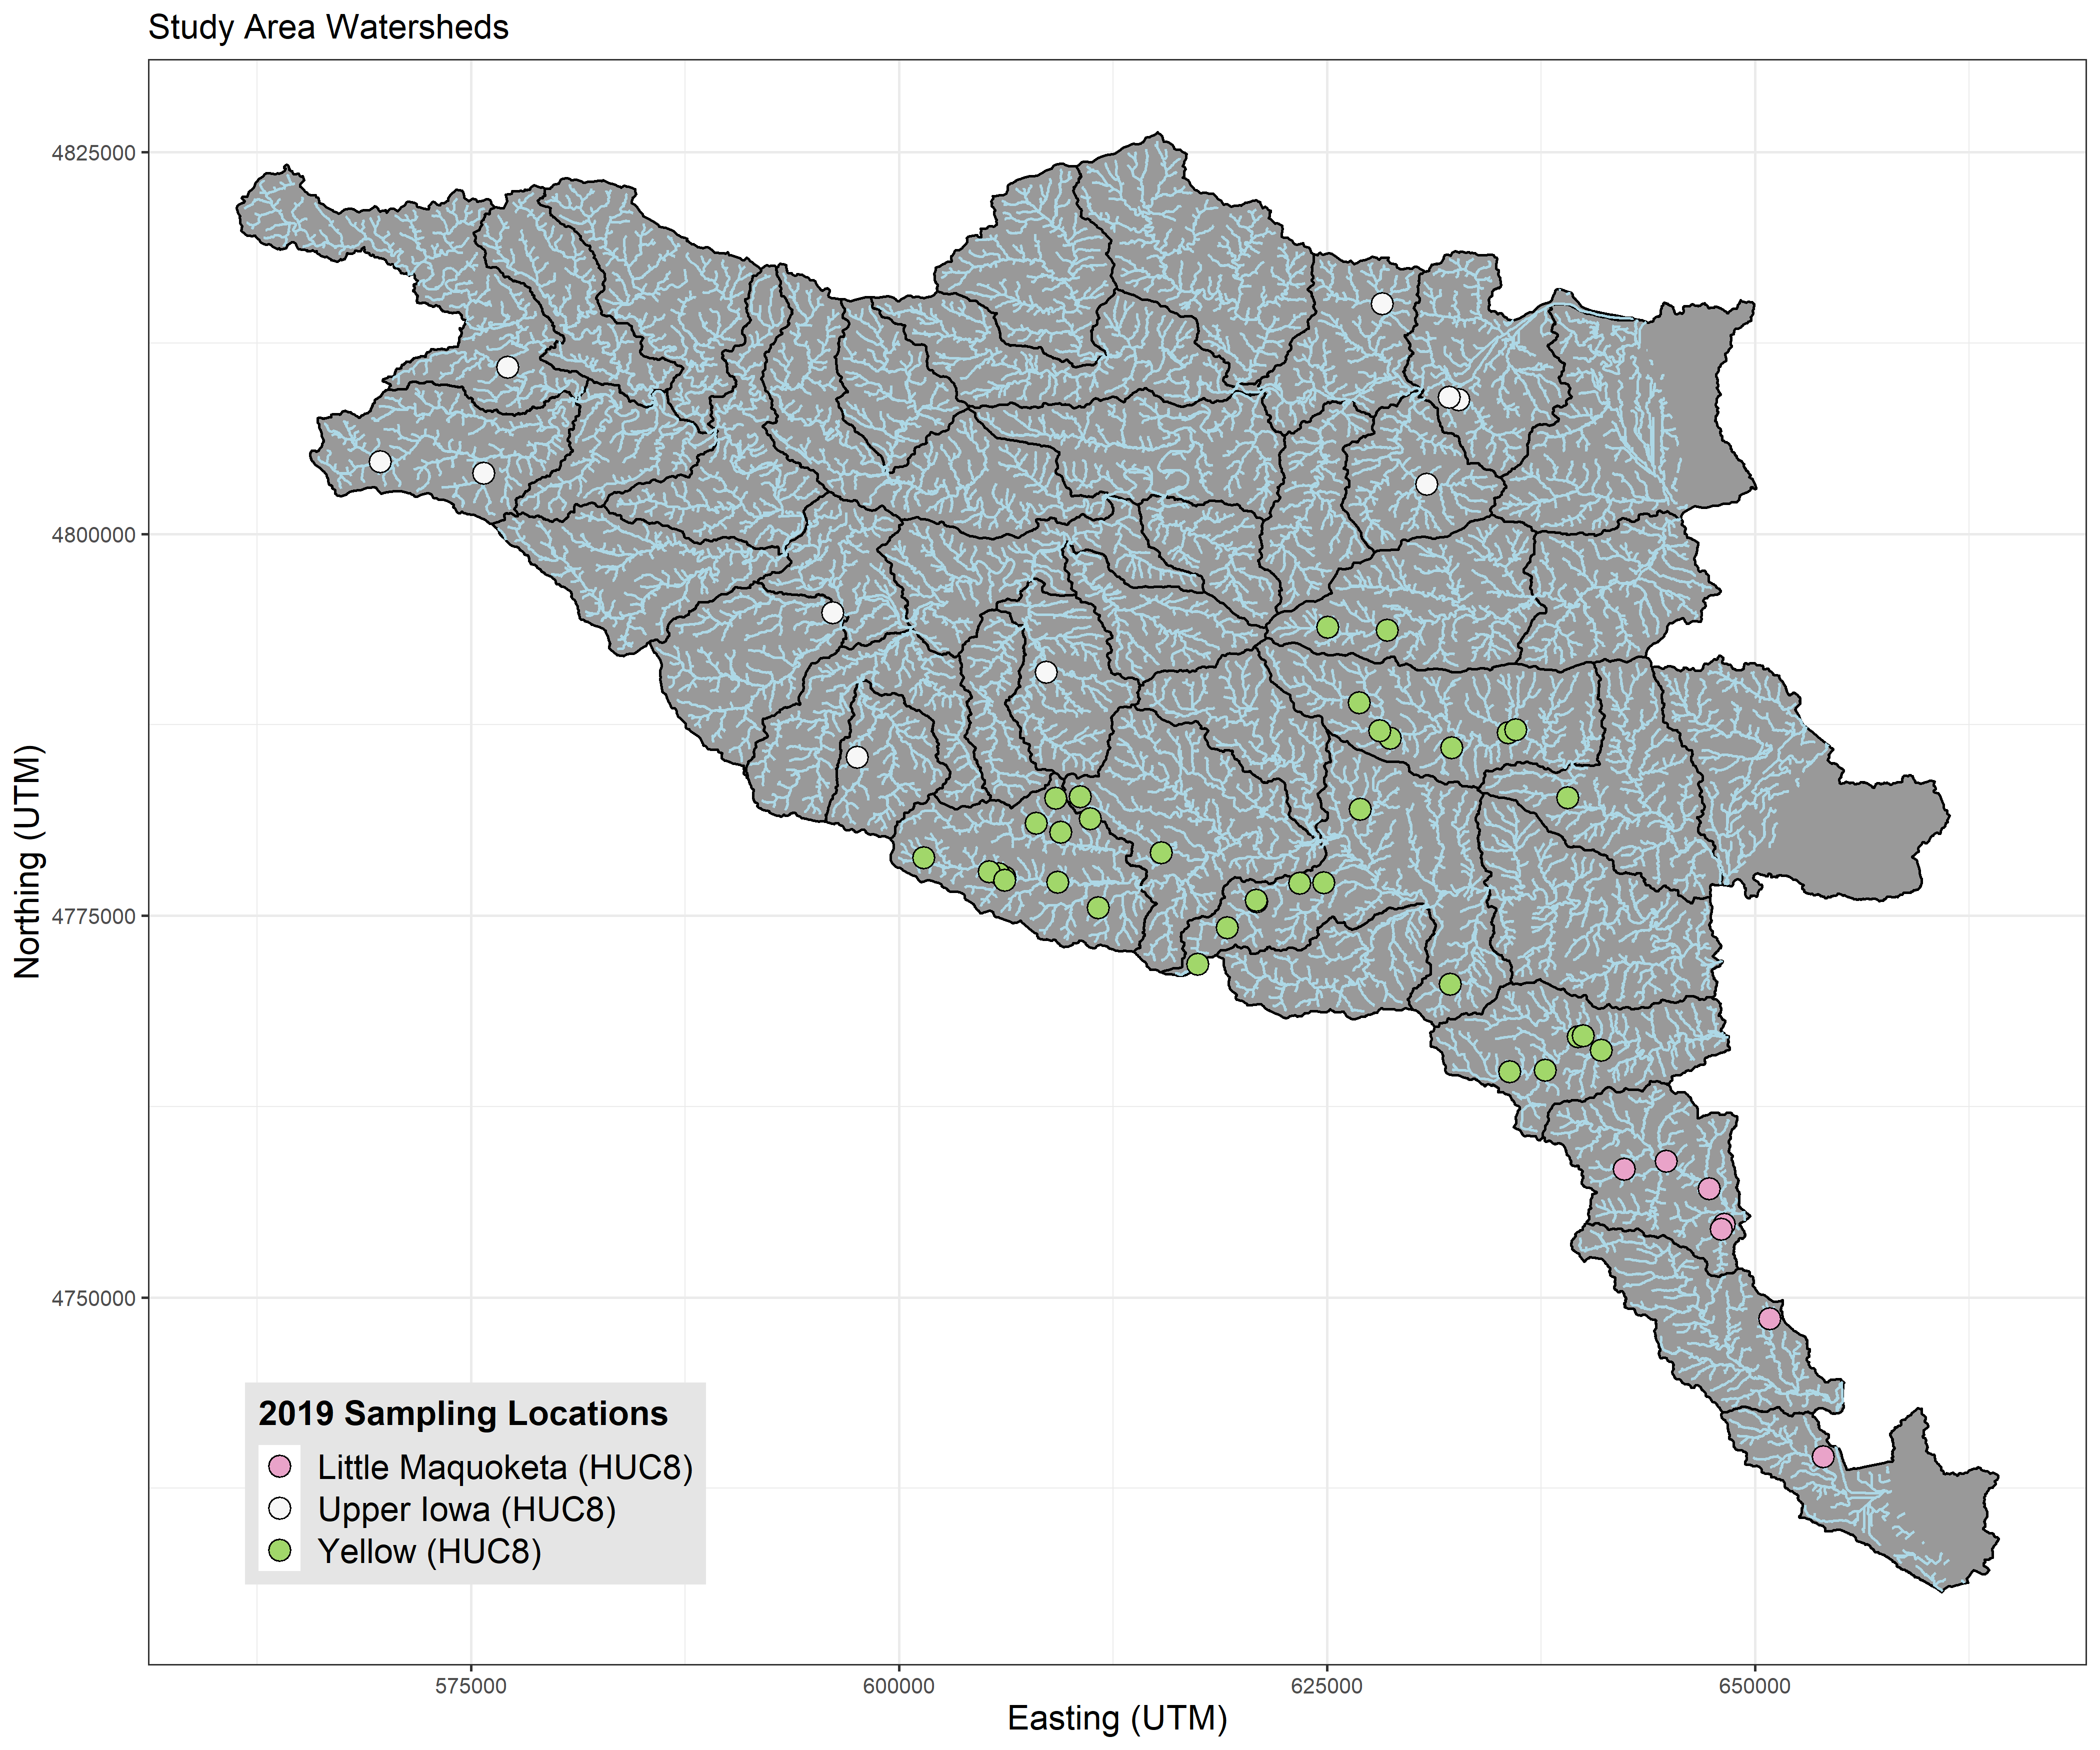 Study Area Watersheds
4825000
4800000
4775000
4750000
Northing (UTM)
2019 Sampling Locations
Little Maquoketa (HUC8)
Upper Iowa (HUC8)
Yellow (HUC8)
575000
600000
625000
650000
Easting (UTM)